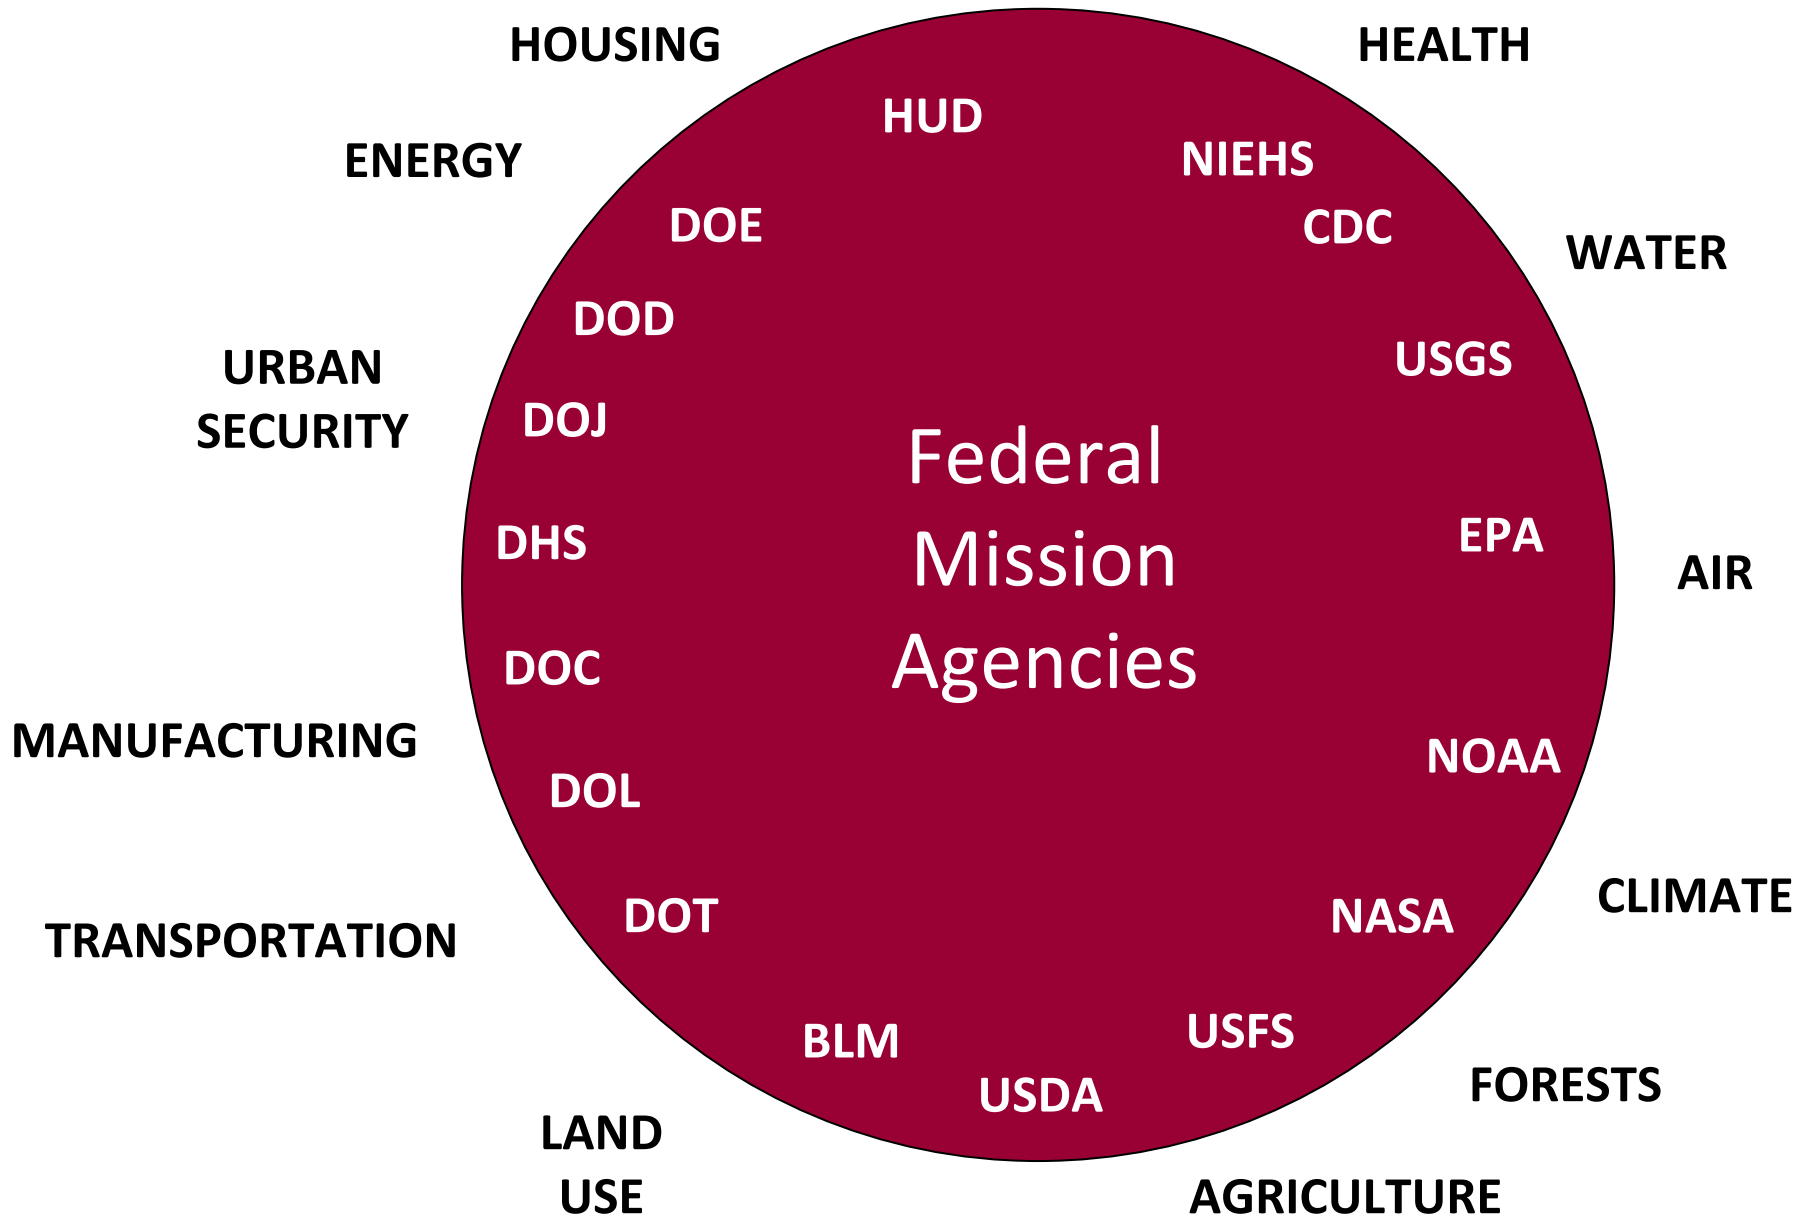 HOUSING
HEALTH
HUD
ENERGY
NIEHS
DOE
CDC
WATER
DOD
USGS
URBAN
SECURITY
DOJ
Federal
Mission
Agencies
DHS
EPA
AIR
DOC
MANUFACTURING
NOAA
DOL
CLIMATE
TRANSPORTATION
DOT
NASA
BLM
USFS
USDA
FORESTS
LAND
USE
AGRICULTURE